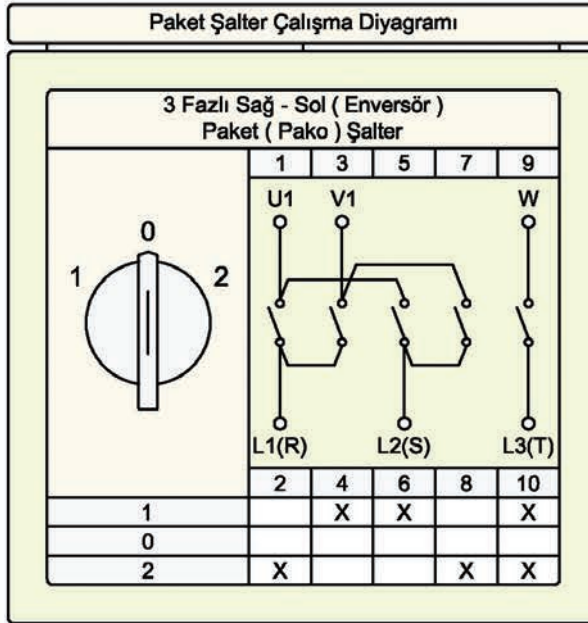 Paket Şalter Çalışma Diyagramı
3 Fazlı Sağ - Sol ( Enversör )
Paket ( Pako ) Şalter
1 3 5 7 9
U1 V1 W
0
1 2
L1(R) L2(S) L3(T)
2 4 6 8 10
1 X X X
0
2 X X X